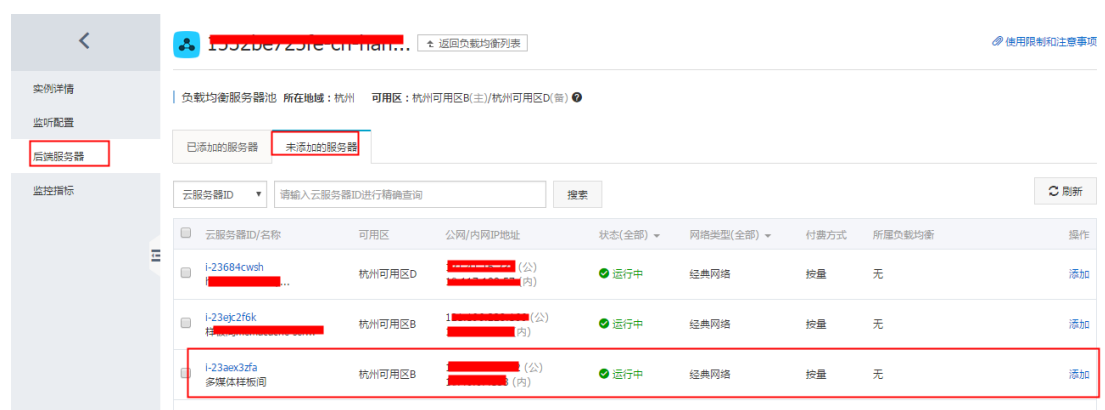 返回负载均衡列表
使用限制和注意事项
实例详情
监听配置
后端服务器
监控指标
负载均衡服务器池 所在地域：杭州 可用区：杭州可用区B(主)/杭州可用区D(备)
已添加的服务器 未添加的服务器
云服务器ID 请输入云服务器ID进行精确查询 搜索 刷新
云服务器ID/名称 可用区 公网/内网IP地址 状态(全部) 网络类型(全部) 付费方式 所属负载均衡 操作
i-23684cwsh 杭州可用区D (公) (内) 运行中 经典网络 按量 无 添加
i-23ejc2f6k 杭州可用区B (公) (内) 运行中 经典网络 按量 无 添加
i-23aex3zfa 杭州可用区B (公) (内) 运行中 经典网络 按量 无 添加
多媒体样板间